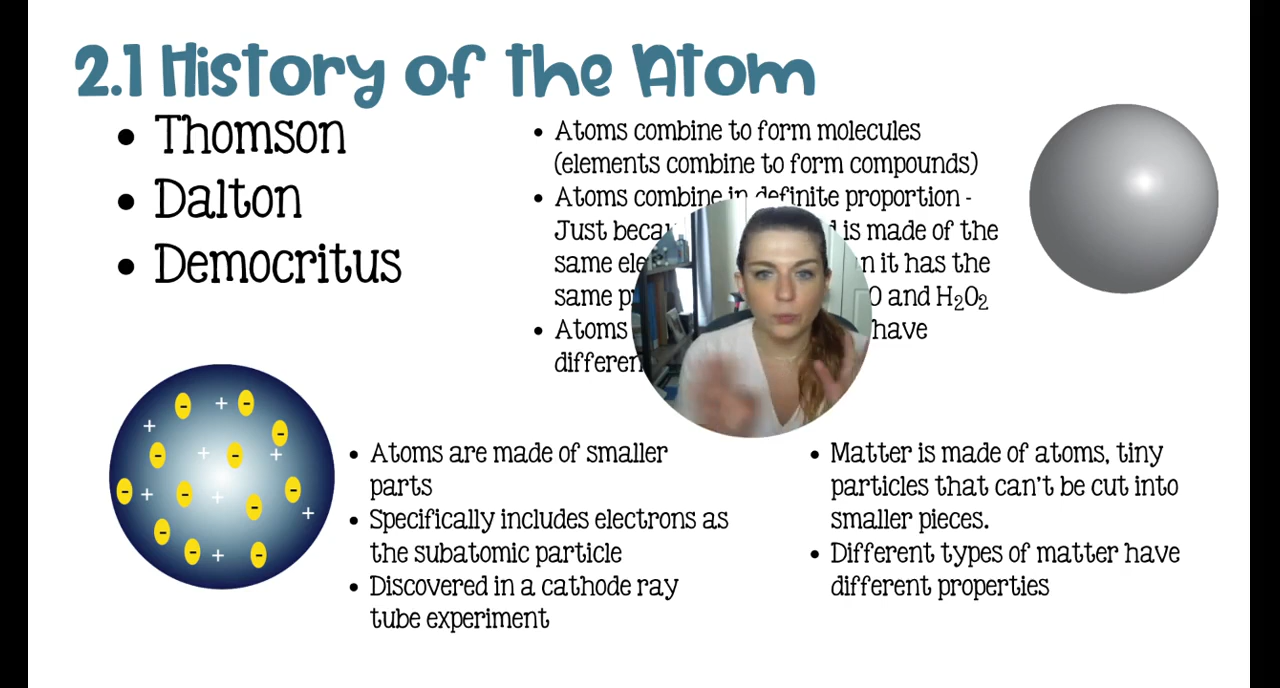 2.1 History of the Atom
• Thomson
• Dalton
• Democritus
• Atoms combine to form molecules
(elements combine to form compounds)
• Atoms combine in definite proportion -
Just is made of the
same it has the
same and H₂O₂
• Atoms have
- +
+ -
- + - +
- + - + - -
- + - +
- - + -
• Atoms are made of smaller
parts
• Specifically includes electrons as
the subatomic particle
• Discovered in a cathode ray
tube experiment
• Matter is made of atoms, tiny
particles that can't be cut into
smaller pieces.
• Different types of matter have
different properties